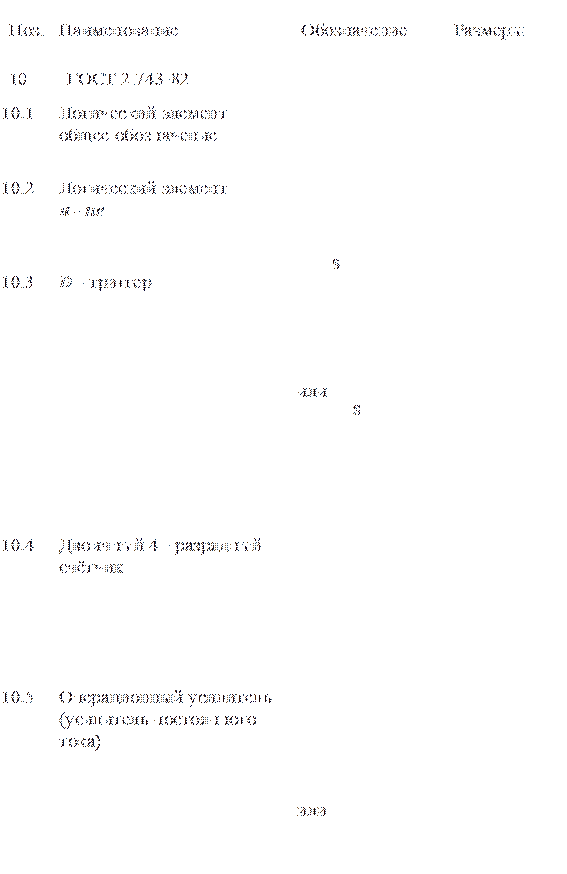 Поз. Наименование Обозначение Размеры
10 ГОСТ 2.743-82
10.1 Логический элемент
общее обозначение
10.2 Логический элемент
и - не
S
10.3 D - триггер
или
S
10.4 Двоичный 4 - разрядный
счётчик
10.5 Операционный усилитель
(усилитель постоянного
тока)
или